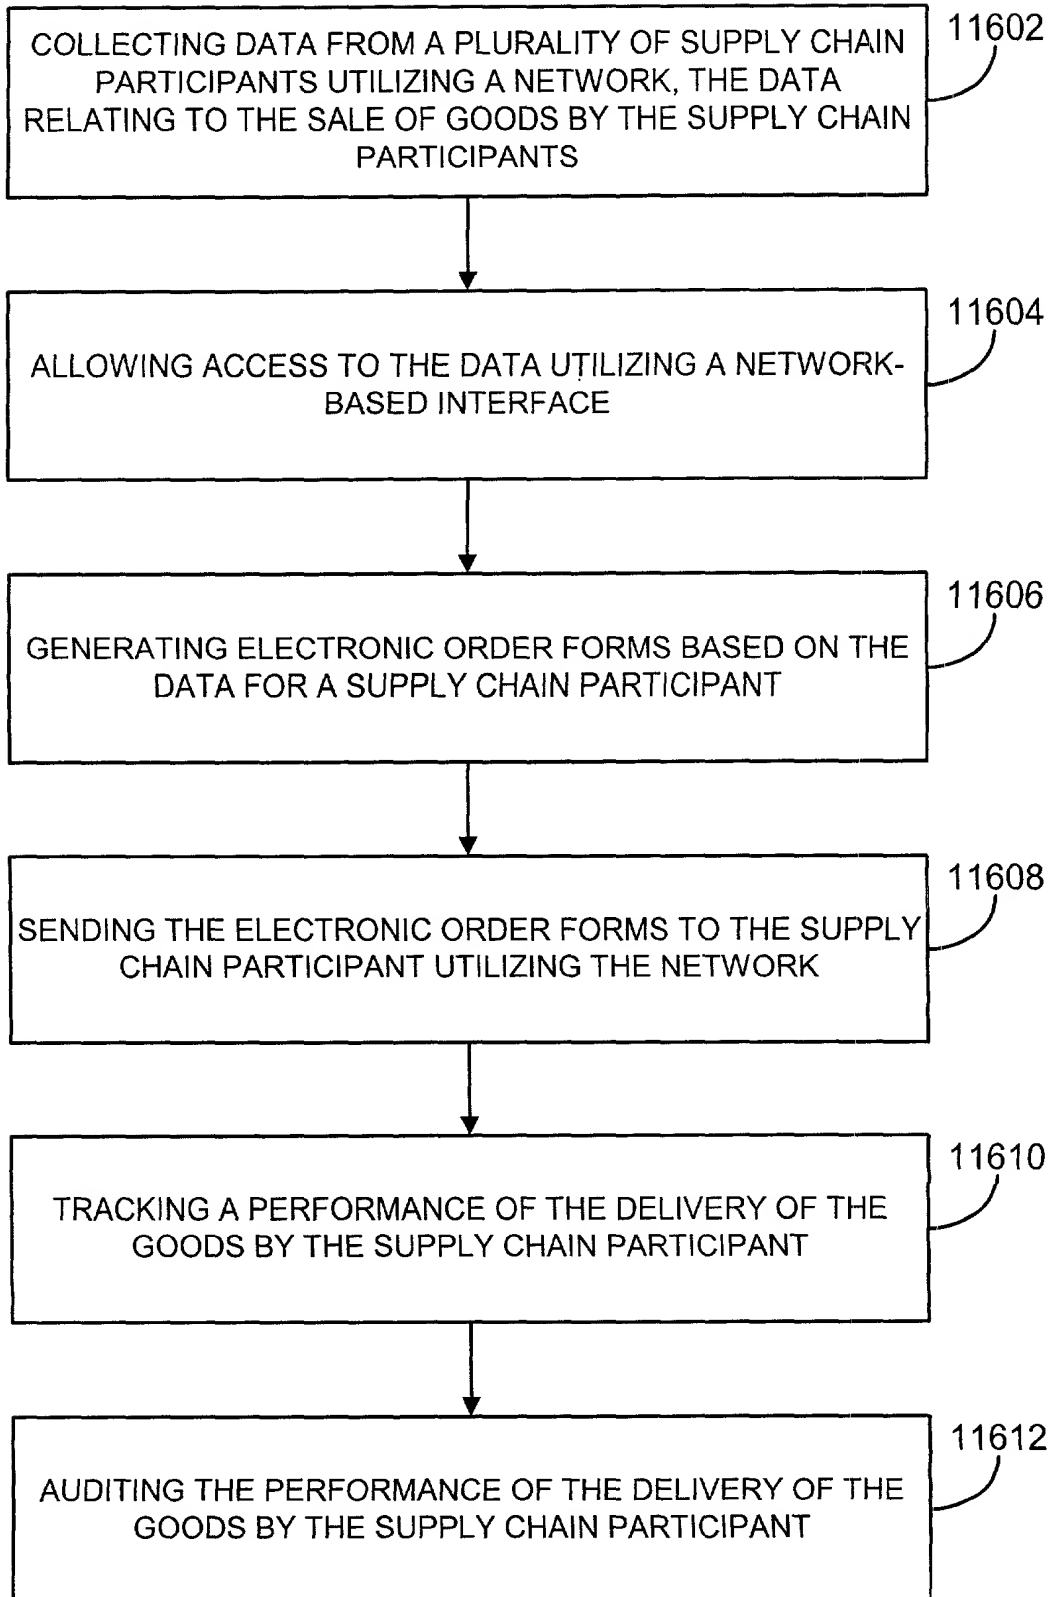 COLLECTING DATA FROM A PLURALITY OF SUPPLY CHAIN
PARTICIPANTS UTILIZING A NETWORK, THE DATA
RELATING TO THE SALE OF GOODS BY THE SUPPLY CHAIN
PARTICIPANTS
11602
ALLOWING ACCESS TO THE DATA UTILIZING A NETWORK-
BASED INTERFACE
11604
GENERATING ELECTRONIC ORDER FORMS BASED ON THE
DATA FOR A SUPPLY CHAIN PARTICIPANT
11606
SENDING THE ELECTRONIC ORDER FORMS TO THE SUPPLY
CHAIN PARTICIPANT UTILIZING THE NETWORK
11608
TRACKING A PERFORMANCE OF THE DELIVERY OF THE
GOODS BY THE SUPPLY CHAIN PARTICIPANT
11610
AUDITING THE PERFORMANCE OF THE DELIVERY OF THE
GOODS BY THE SUPPLY CHAIN PARTICIPANT
11612